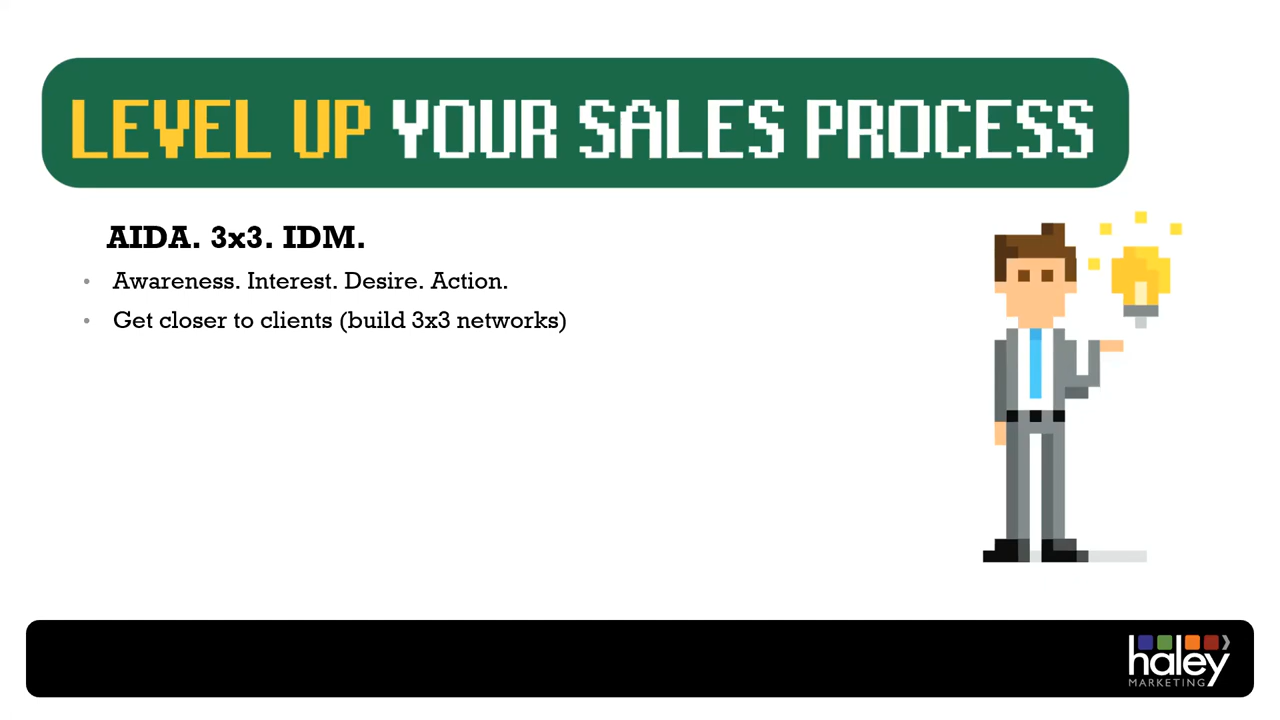 LEVEL UP YOUR SALES PROCESS
AIDA. 3x3. IDM.
• Awareness. Interest. Desire. Action.
• Get closer to clients (build 3x3 networks)
haley
MARKETING